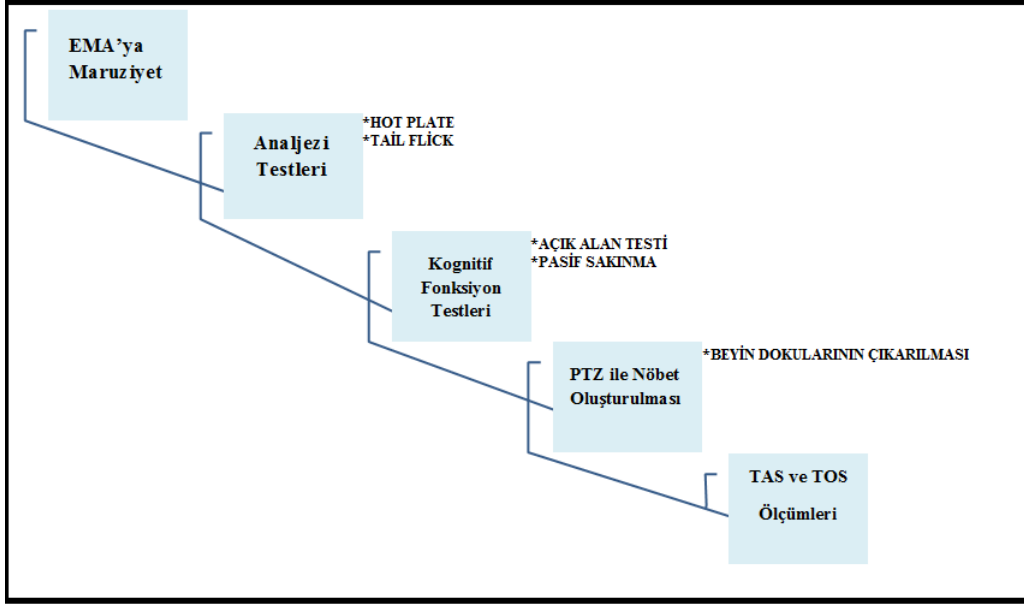 EMA’ya
Maruziyet
Analjezi
Testleri
*HOT PLATE
*TAİL FLİCK
Kognitif
Fonksiyon
Testleri
*AÇIK ALAN TESTİ
*PASİF SAKINMA
PTZ ile Nöbet
Oluşturulması
*BEYİN DOKULARININ ÇIKARILMASI
TAS ve TOS
Ölçümleri